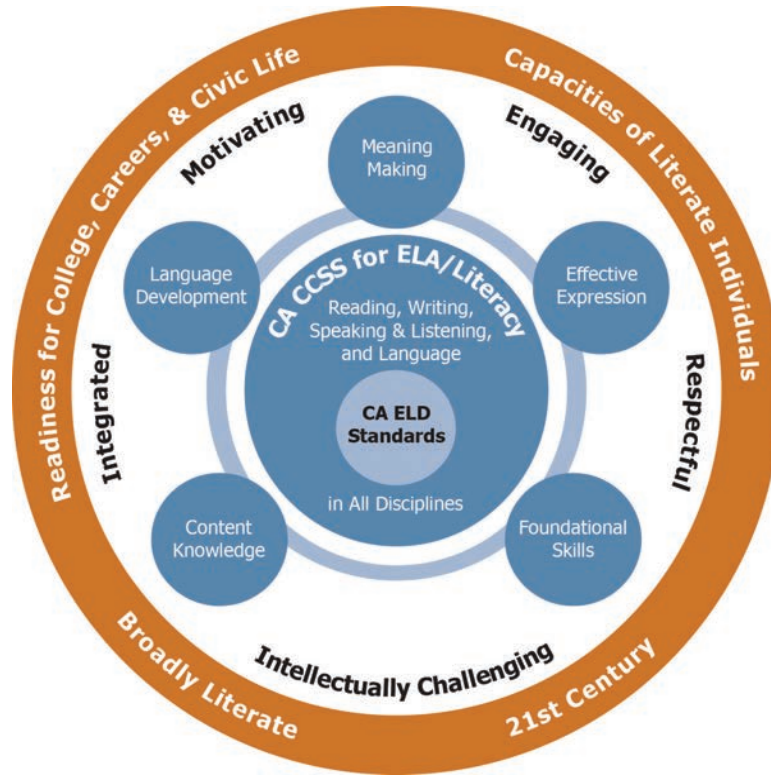 Readiness for College, Careers, & Civic Life
Capacities of Literate Individuals
Motivating
Engaging
Meaning
Making
Language
Development
Effective
Expression
CA CCSS for ELA/Literacy
Reading, Writing,
Speaking & Listening,
and Language
CA ELD
Standards
in All Disciplines
Integrated
Respectful
Content
Knowledge
Foundational
Skills
Intellectually Challenging
Broadly Literate
21st Century